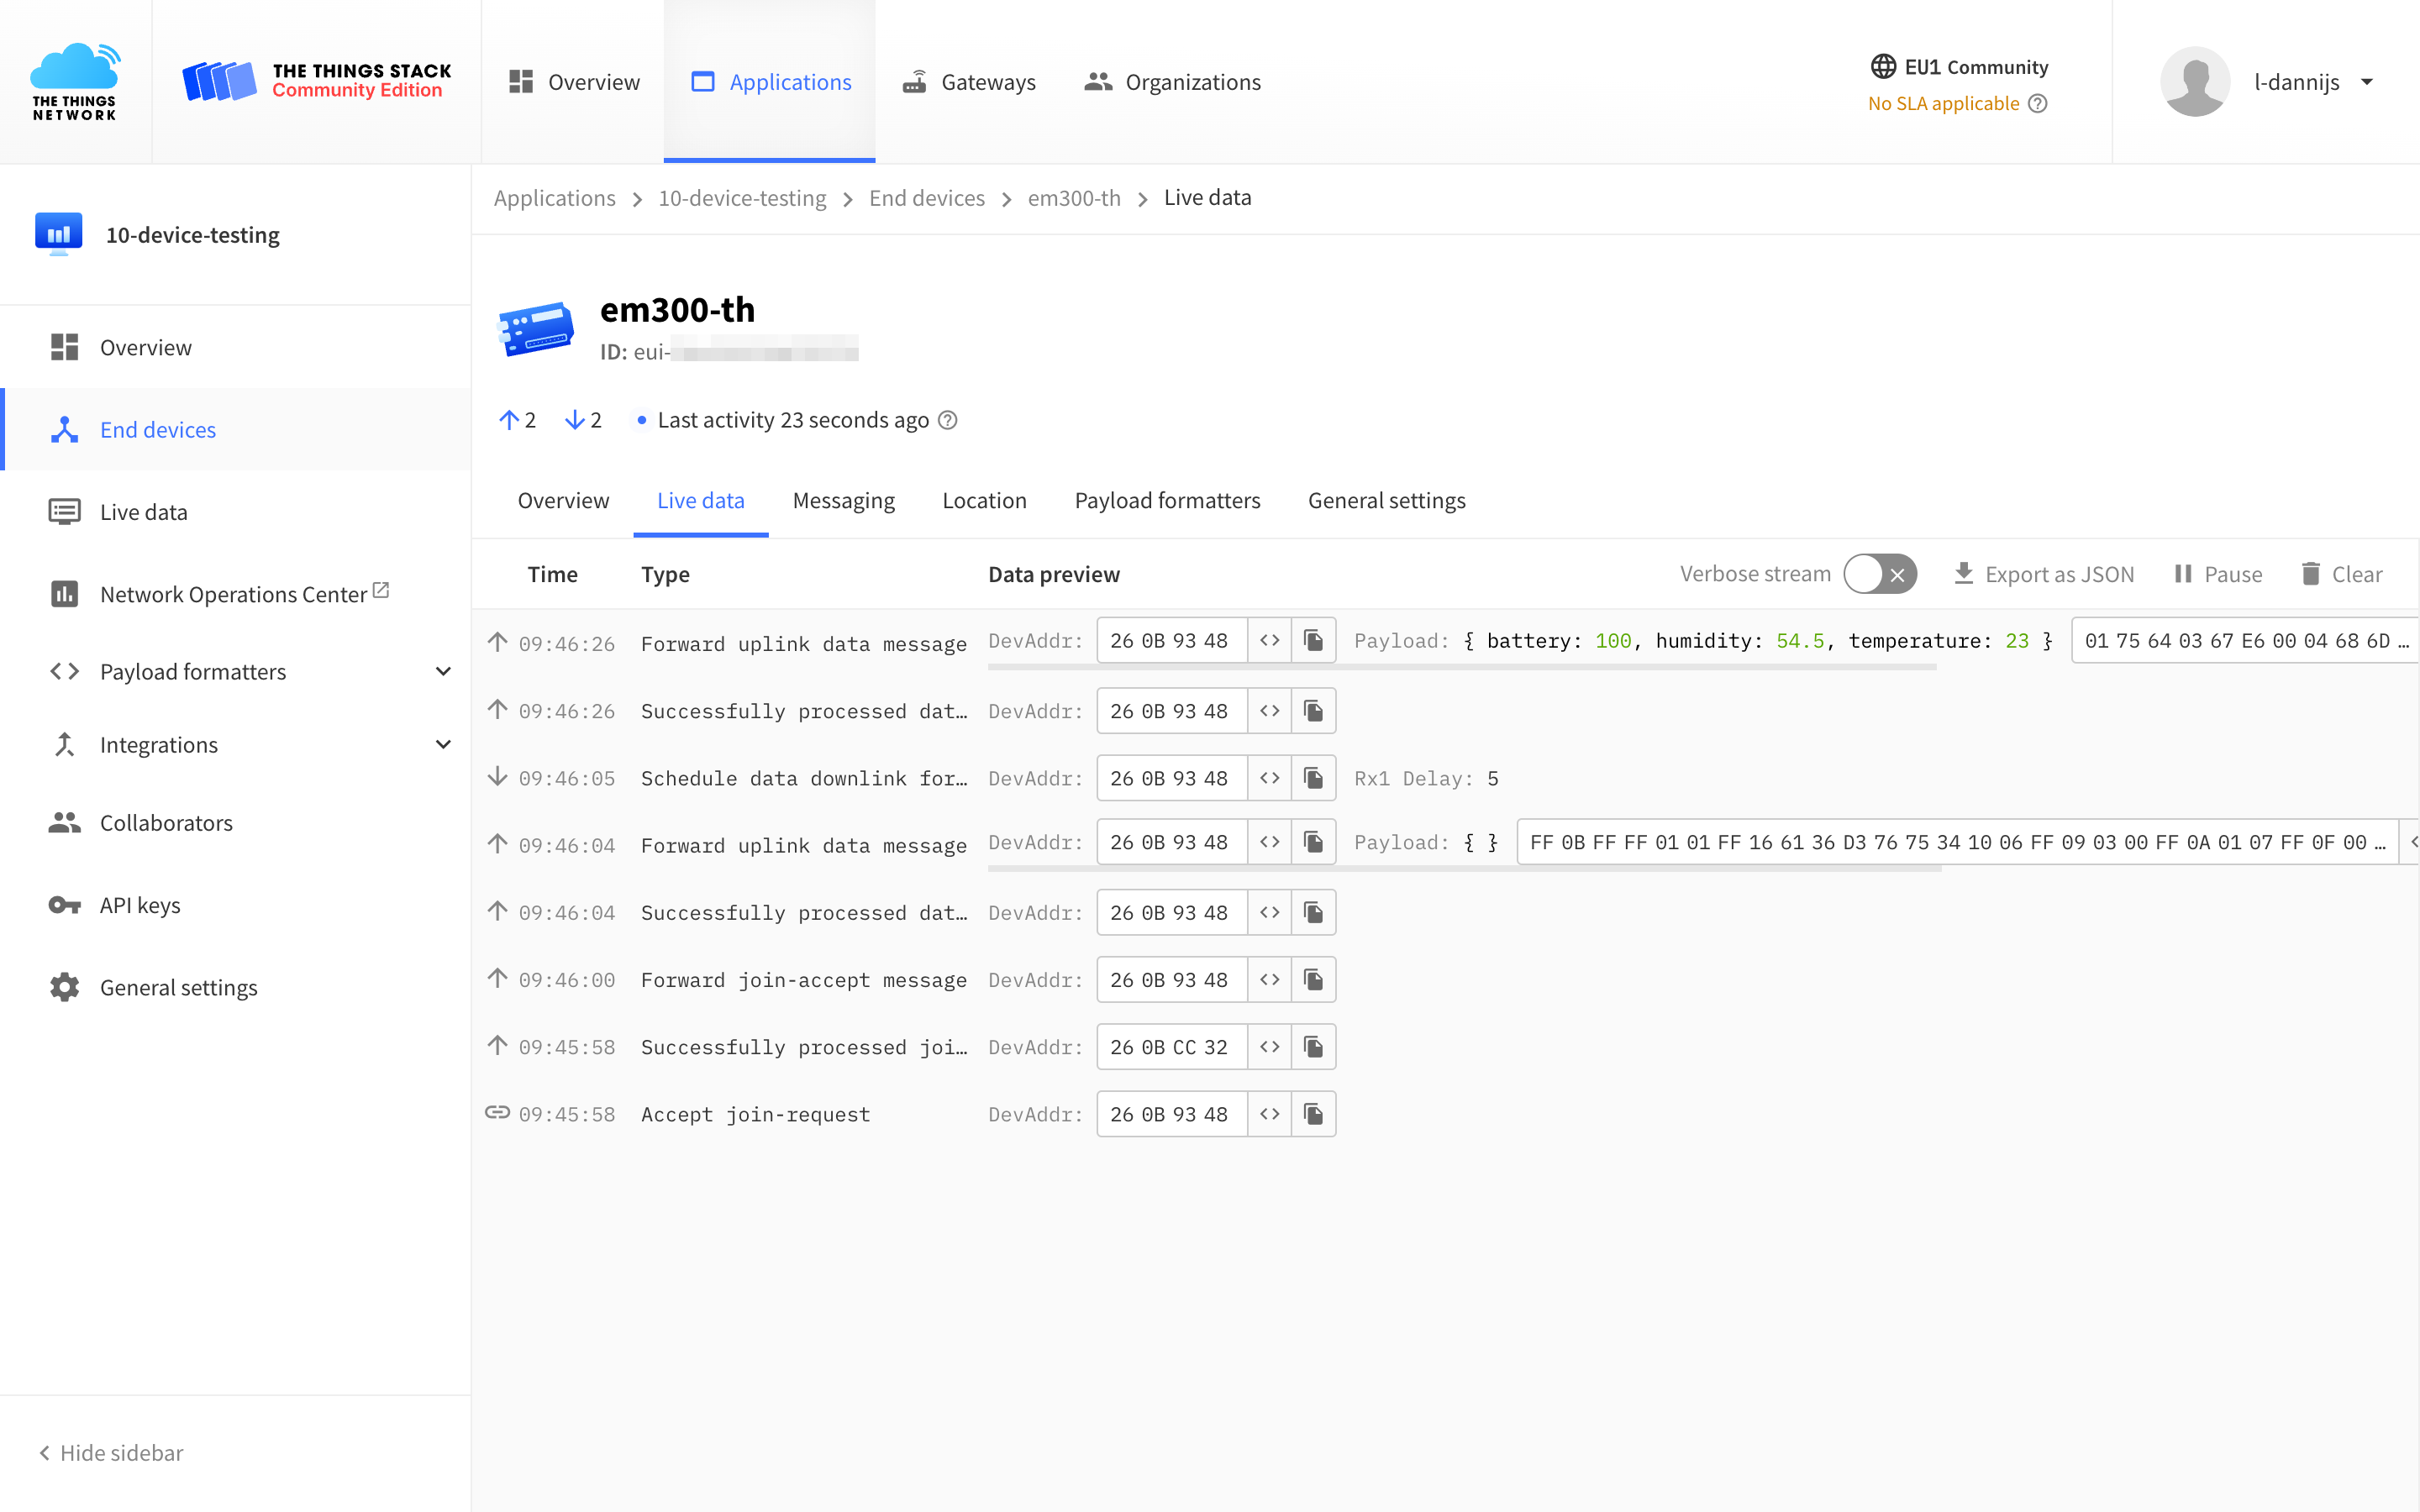 THE THINGS
NETWORK
THE THINGS STACK
Community Edition
Overview
Applications
Gateways
Organizations
EU1 Community
No SLA applicable
l-dannijs
10-device-testing
Overview
End devices
Live data
Network Operations Center
Payload formatters
Integrations
Collaborators
API keys
General settings
Hide sidebar
Applications > 10-device-testing > End devices > em300-th > Live data
em300-th
ID: eui-
2 2 Last activity 23 seconds ago
Overview Live data Messaging Location Payload formatters General settings
Time Type Data preview Verbose stream Export as JSON Pause Clear
09:46:26 Forward uplink data message DevAddr: 26 0B 93 48 <> Payload: { battery: 100, humidity: 54.5, temperature: 23 } 01 75 64 03 67 E6 00 04 68 6D …
09:46:26 Successfully processed dat… DevAddr: 26 0B 93 48 <>
09:46:05 Schedule data downlink for… DevAddr: 26 0B 93 48 <> Rx1 Delay: 5
09:46:04 Forward uplink data message DevAddr: 26 0B 93 48 <> Payload: { } FF 0B FF FF 01 01 FF 16 61 36 D3 76 75 34 10 06 FF 09 03 00 FF 0A 01 07 FF 0F 00 …
09:46:04 Successfully processed dat… DevAddr: 26 0B 93 48 <>
09:46:00 Forward join-accept message DevAddr: 26 0B 93 48 <>
09:45:58 Successfully processed joi… DevAddr: 26 0B CC 32 <>
09:45:58 Accept join-request DevAddr: 26 0B 93 48 <>